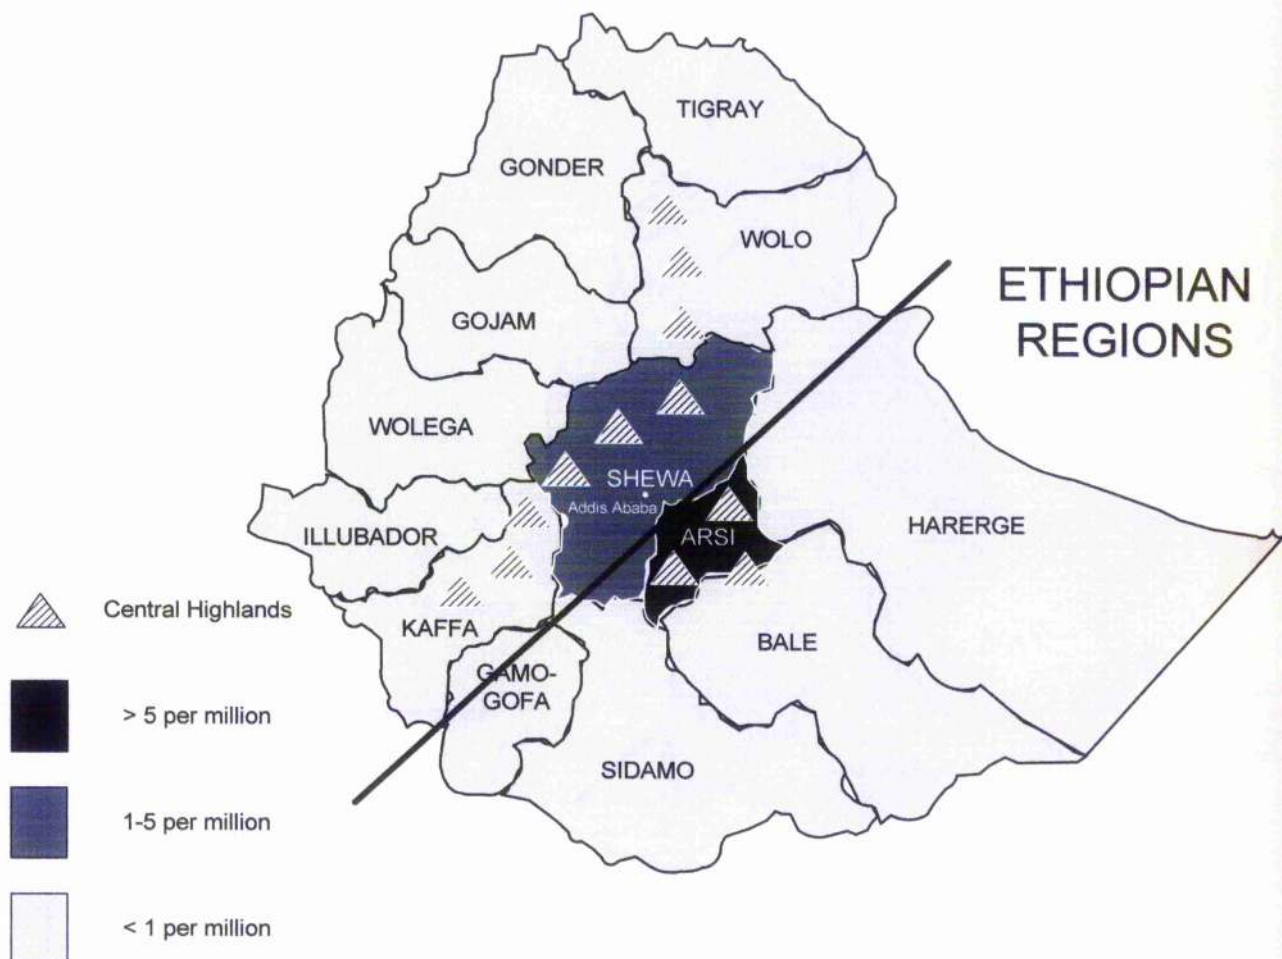 TIGRAY
GONDER
WOLO
ETHIOPIAN
REGIONS
GOJAM
WOLEGA
SHEWA
Addis Ababa
ILLUBADOR
ARSI
HARERGE
KAFFA
BALE
GAMO-
GOFA
SIDAMO
Central Highlands
> 5 per million
1-5 per million
< 1 per million